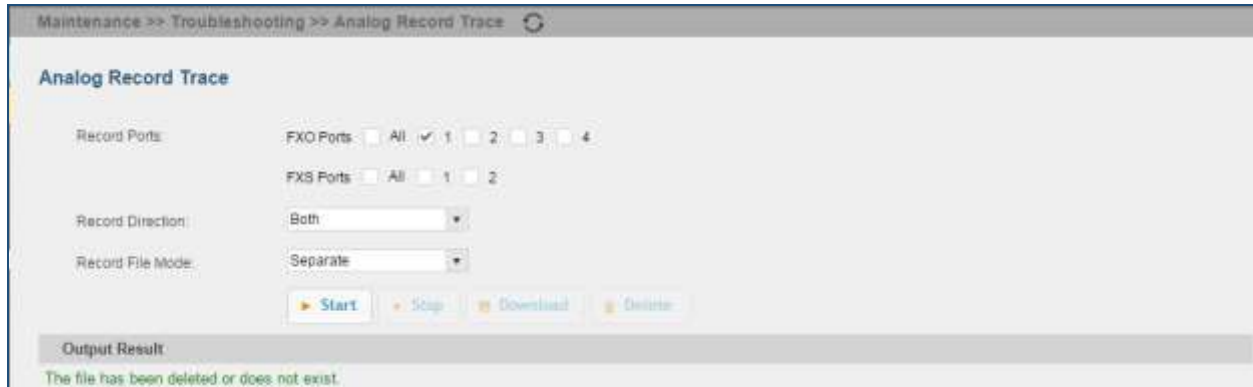 Maintenance >> Troubleshooting >> Analog Record Trace
Analog Record Trace
Record Ports: FXO Ports All 1 2 3 4
FXS Ports All 1 2
Record Direction: Both
Record File Mode: Separate
Start Stop Download Delete
Output Result
The file has been deleted or does not exist.